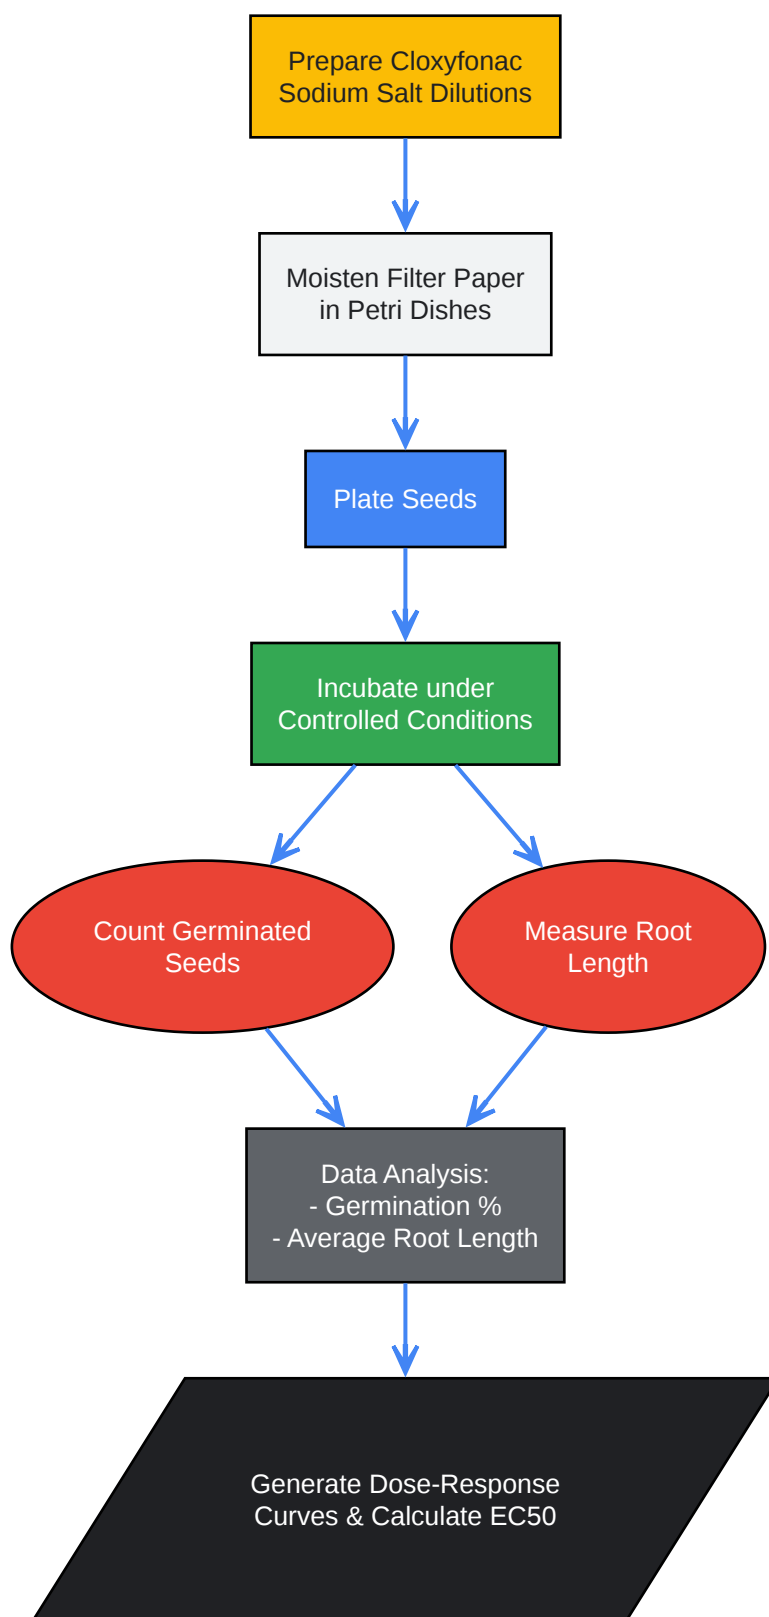 Prepare Cloxyfonac
Sodium Salt Dilutions
Moisten Filter Paper
in Petri Dishes
Plate Seeds
Incubate under
Controlled Conditions
Count Germinated
Seeds
Measure Root
Length
Data Analysis:
- Germination %
- Average Root Length
Generate Dose-Response
Curves & Calculate EC50